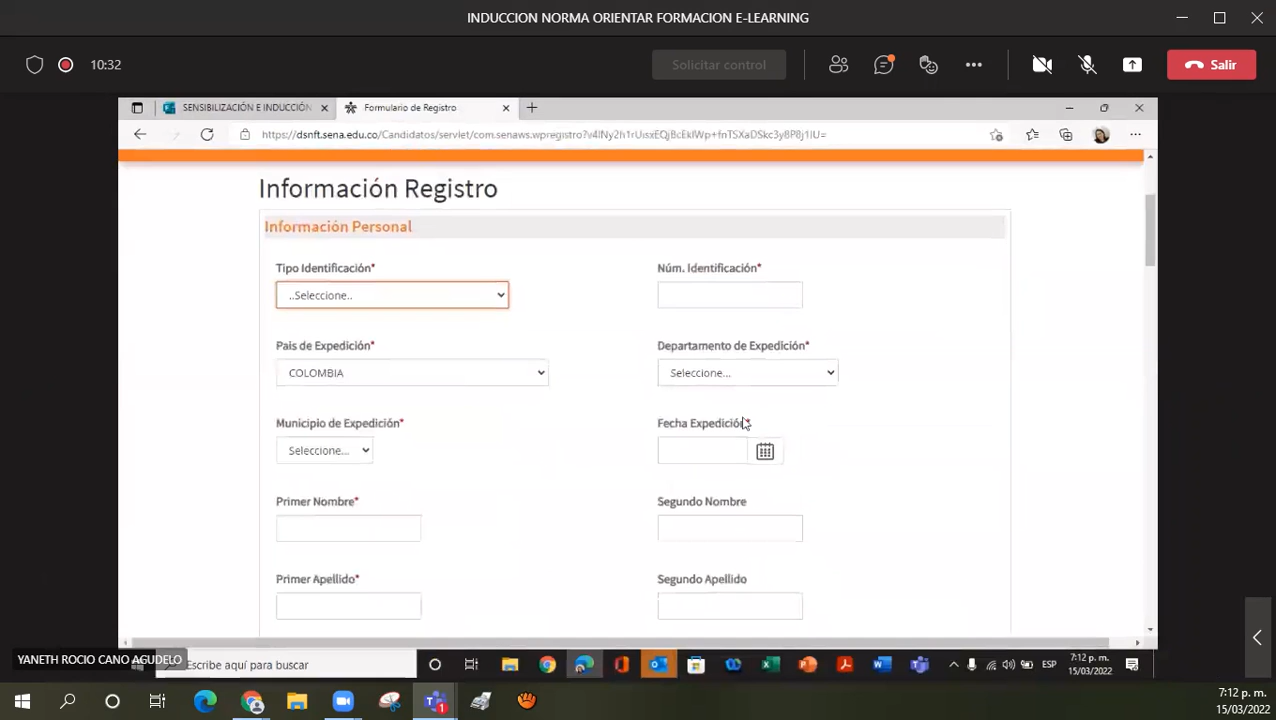 INDUCCION NORMA ORIENTAR FORMACION E-LEARNING
10:32
Solicitar control
Salir
SENSIBILIZACIÓN E INDUCCIÓN
Formulario de Registro
Información Registro
Información Personal
Tipo Identificación*
Núm. Identificación*
..Seleccione..
Pais de Expedición*
Departamento de Expedición*
COLOMBIA
Seleccione...
Municipio de Expedición*
Fecha Expedición*
Seleccione...
Primer Nombre*
Segundo Nombre
Primer Apellido*
Segundo Apellido
YANETH ROCIO CANO AGUDELO
Escribe aquí para buscar
ESP
7:12 p. m.
15/03/2022
7:12 p. m.
15/03/2022